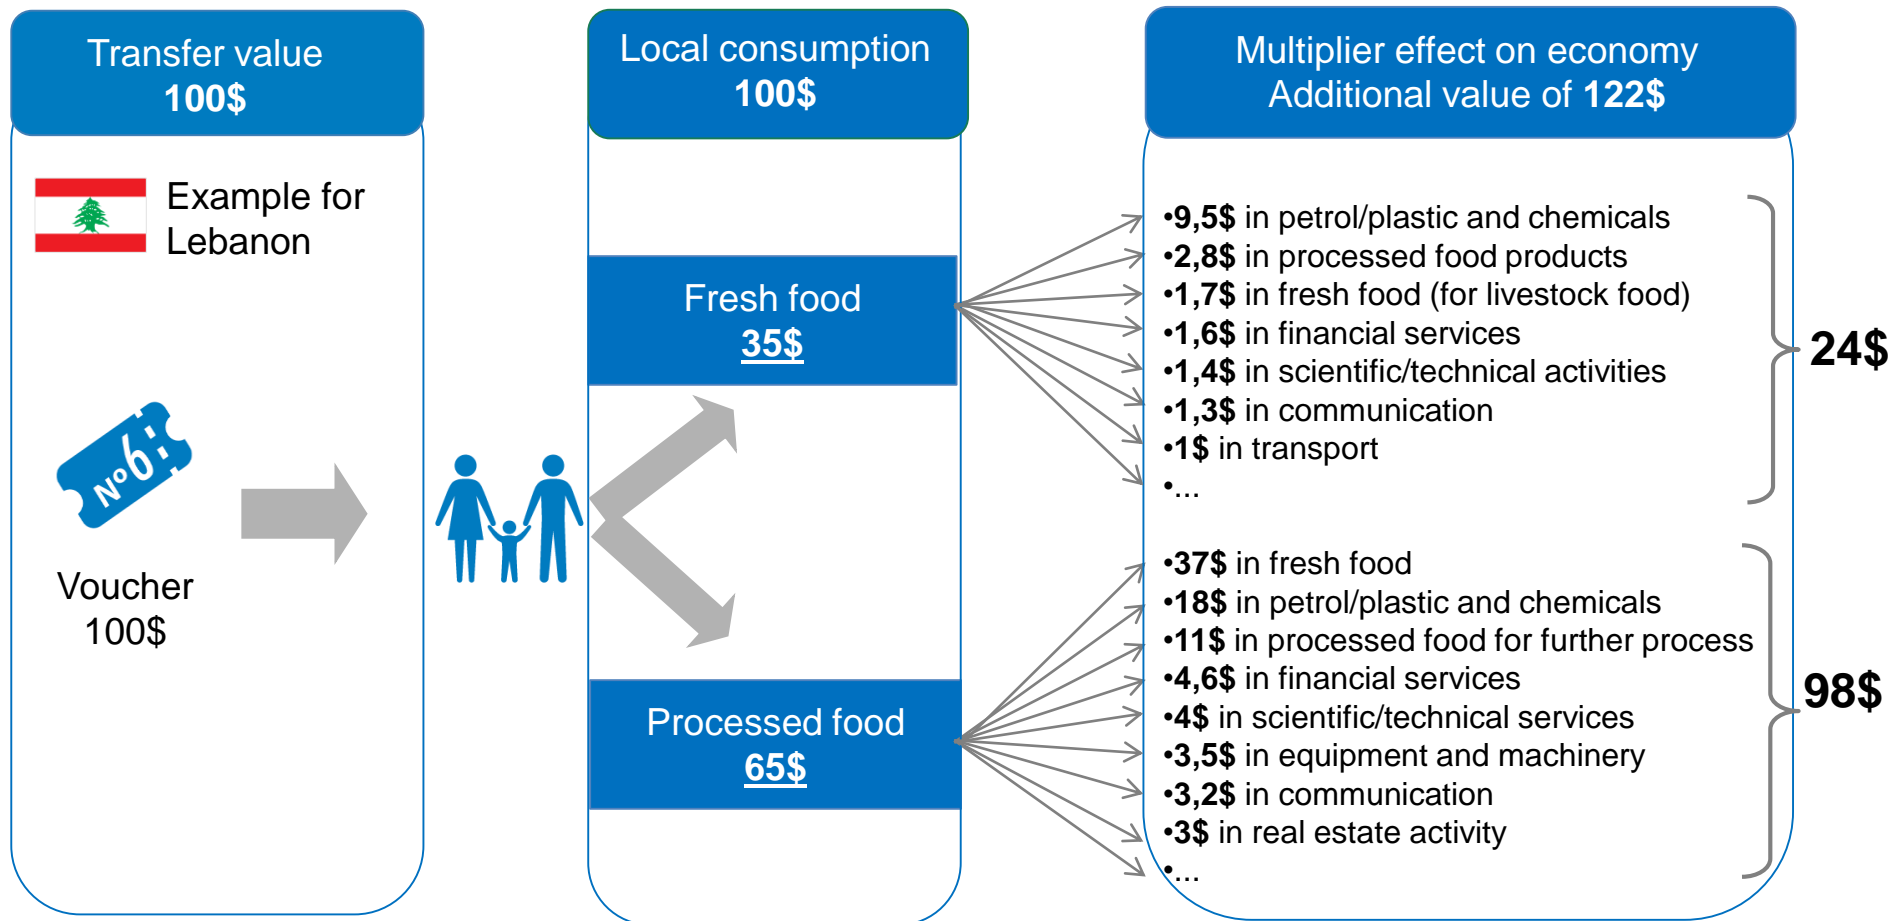 Transfer value
100$
Example for
Lebanon
Nº6
Voucher
100$
Local consumption
100$
Fresh food
35$
Processed food
65$
Multiplier effect on economy
Additional value of 122$
•9,5$ in petrol/plastic and chemicals
•2,8$ in processed food products
•1,7$ in fresh food (for livestock food)
•1,6$ in financial services
•1,4$ in scientific/technical activities
•1,3$ in communication
•1$ in transport
•...
24$
•37$ in fresh food
•18$ in petrol/plastic and chemicals
•11$ in processed food for further process
•4,6$ in financial services
•4$ in scientific/technical services
•3,5$ in equipment and machinery
•3,2$ in communication
•3$ in real estate activity
•...
98$